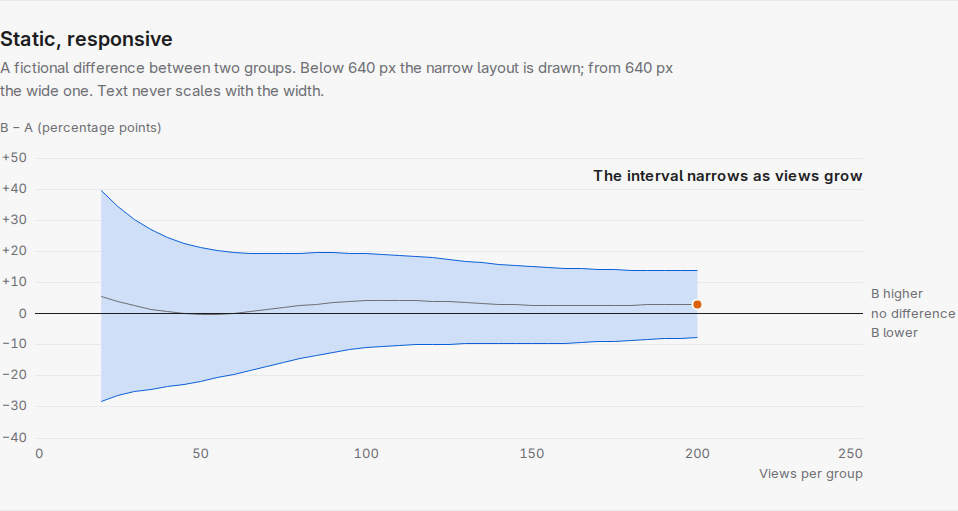 Static, responsive
A fictional difference between two groups. Below 640 px the narrow layout is drawn; from 640 px
the wide one. Text never scales with the width.
B − A (percentage points)
+50
The interval narrows as views grow
+40
+30
+20
+10
B higher
0
no difference
B lower
−10
−20
−30
−40
0 50 100 150 200 250
Views per group